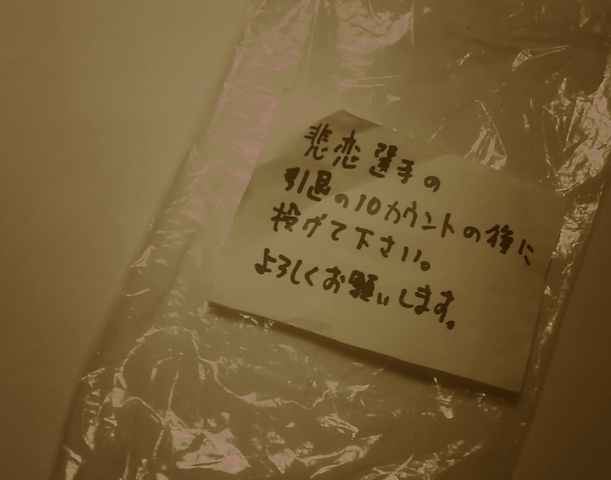 悲恋選手の
引退の10カウントの後に
投げて下さい。
よろしくお願いします。